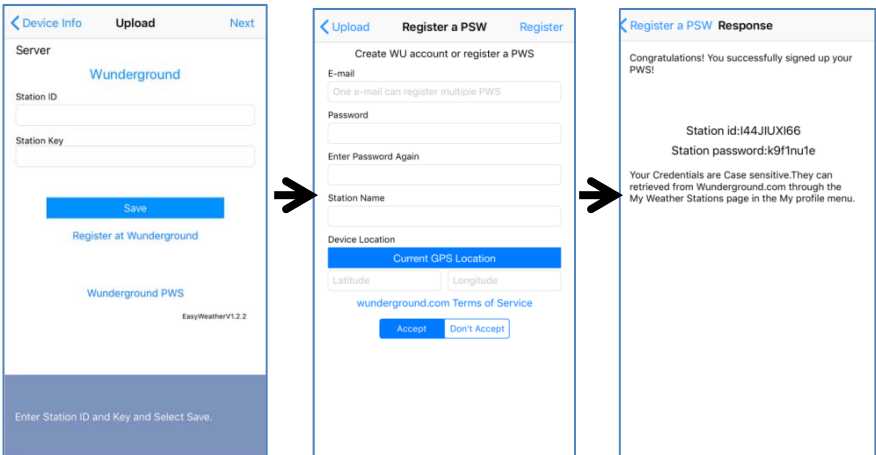 Device Info Upload Next
Server
Wunderground
Station ID
Station Key
Save
Register at Wunderground
Wunderground PWS
EasyWeatherV1.2.2
Enter Station ID and Key and Select Save.
Upload Register a PSW Register
Create WU account or register a PWS
E-mail
One e-mail can register multiple PWS
Password
Enter Password Again
Station Name
Device Location
Current GPS Location
Latitude Longitude
wunderground.com Terms of Service
Accept Don't Accept
Register a PSW Response
Congratulations! You successfully signed up your
PWS!
Station id:I44JIUXI66
Station password:k9f1nu1e
Your Credentials are Case sensitive.They can
retrieved from Wunderground.com through the
My Weather Stations page in the My profile menu.